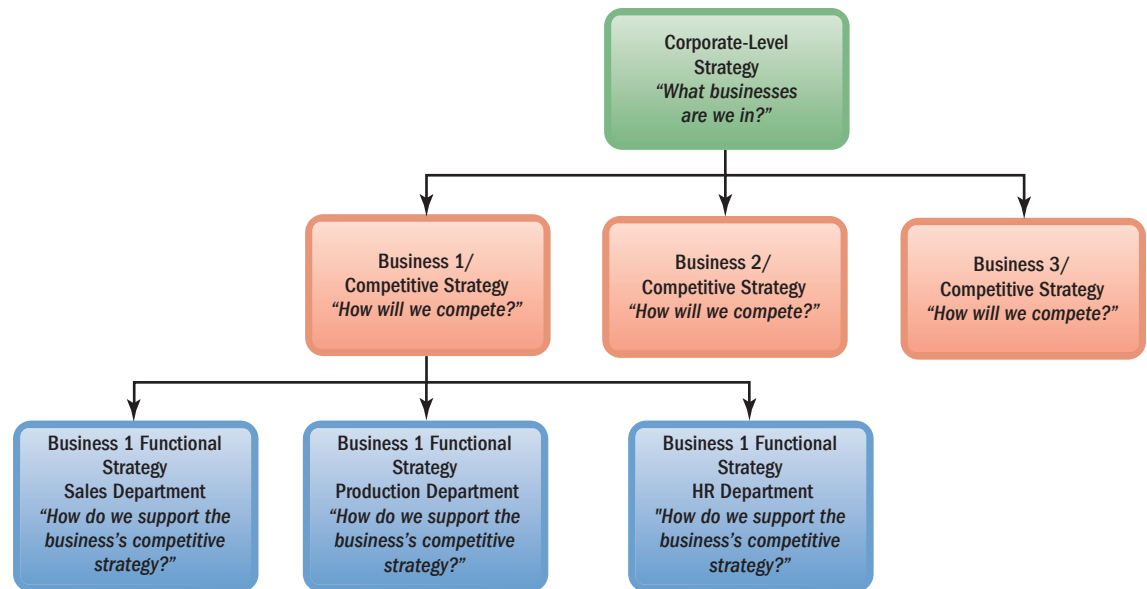 Corporate-Level
Strategy
“What businesses
are we in?”
Business 1/
Competitive Strategy
“How will we compete?”
Business 2/
Competitive Strategy
“How will we compete?”
Business 3/
Competitive Strategy
“How will we compete?”
Business 1 Functional
Strategy
Sales Department
“How do we support the
business’s competitive
strategy?”
Business 1 Functional
Strategy
Production Department
“How do we support the
business’s competitive
strategy?”
Business 1 Functional
Strategy
HR Department
"How do we support the
business’s competitive
strategy?”